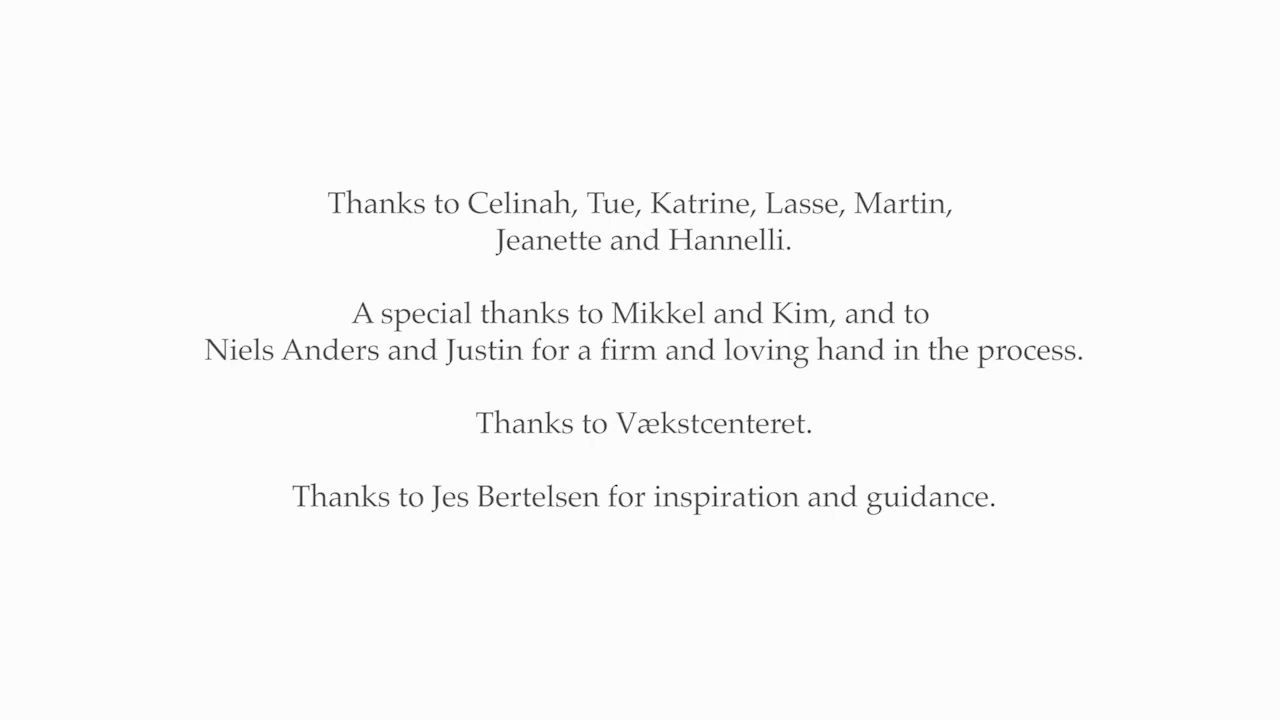 Thanks to Celinah, Tue, Katrine, Lasse, Martin,
Jeanette and Hannelli.
A special thanks to Mikkel and Kim, and to
Niels Anders and Justin for a firm and loving hand in the process.
Thanks to Vækstcenteret.
Thanks to Jes Bertelsen for inspiration and guidance.